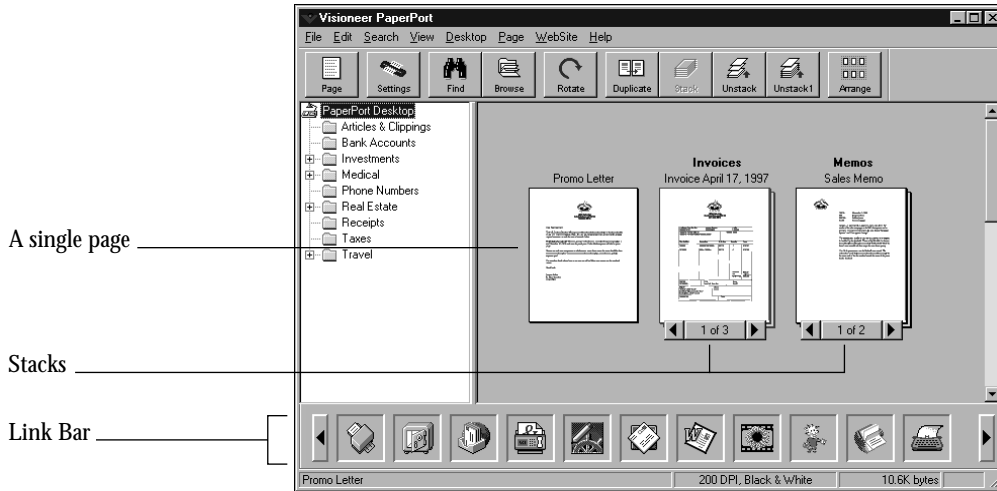 Visioneer PaperPort
File Edit Search View Desktop Page WebSite Help
Page Settings Find Browse Rotate Duplicate Stack Unstack Unstack1 Arrange
PaperPort Desktop
Articles & Clippings
Bank Accounts
Investments
Medical
Phone Numbers
Real Estate
Receipts
Taxes
Travel
Promo Letter
Invoices
Invoice April 17, 1997
Memos
Sales Memo
1 of 3
1 of 2
A single page
Stacks
Link Bar
Promo Letter
200 DPI, Black & White
10.6K bytes